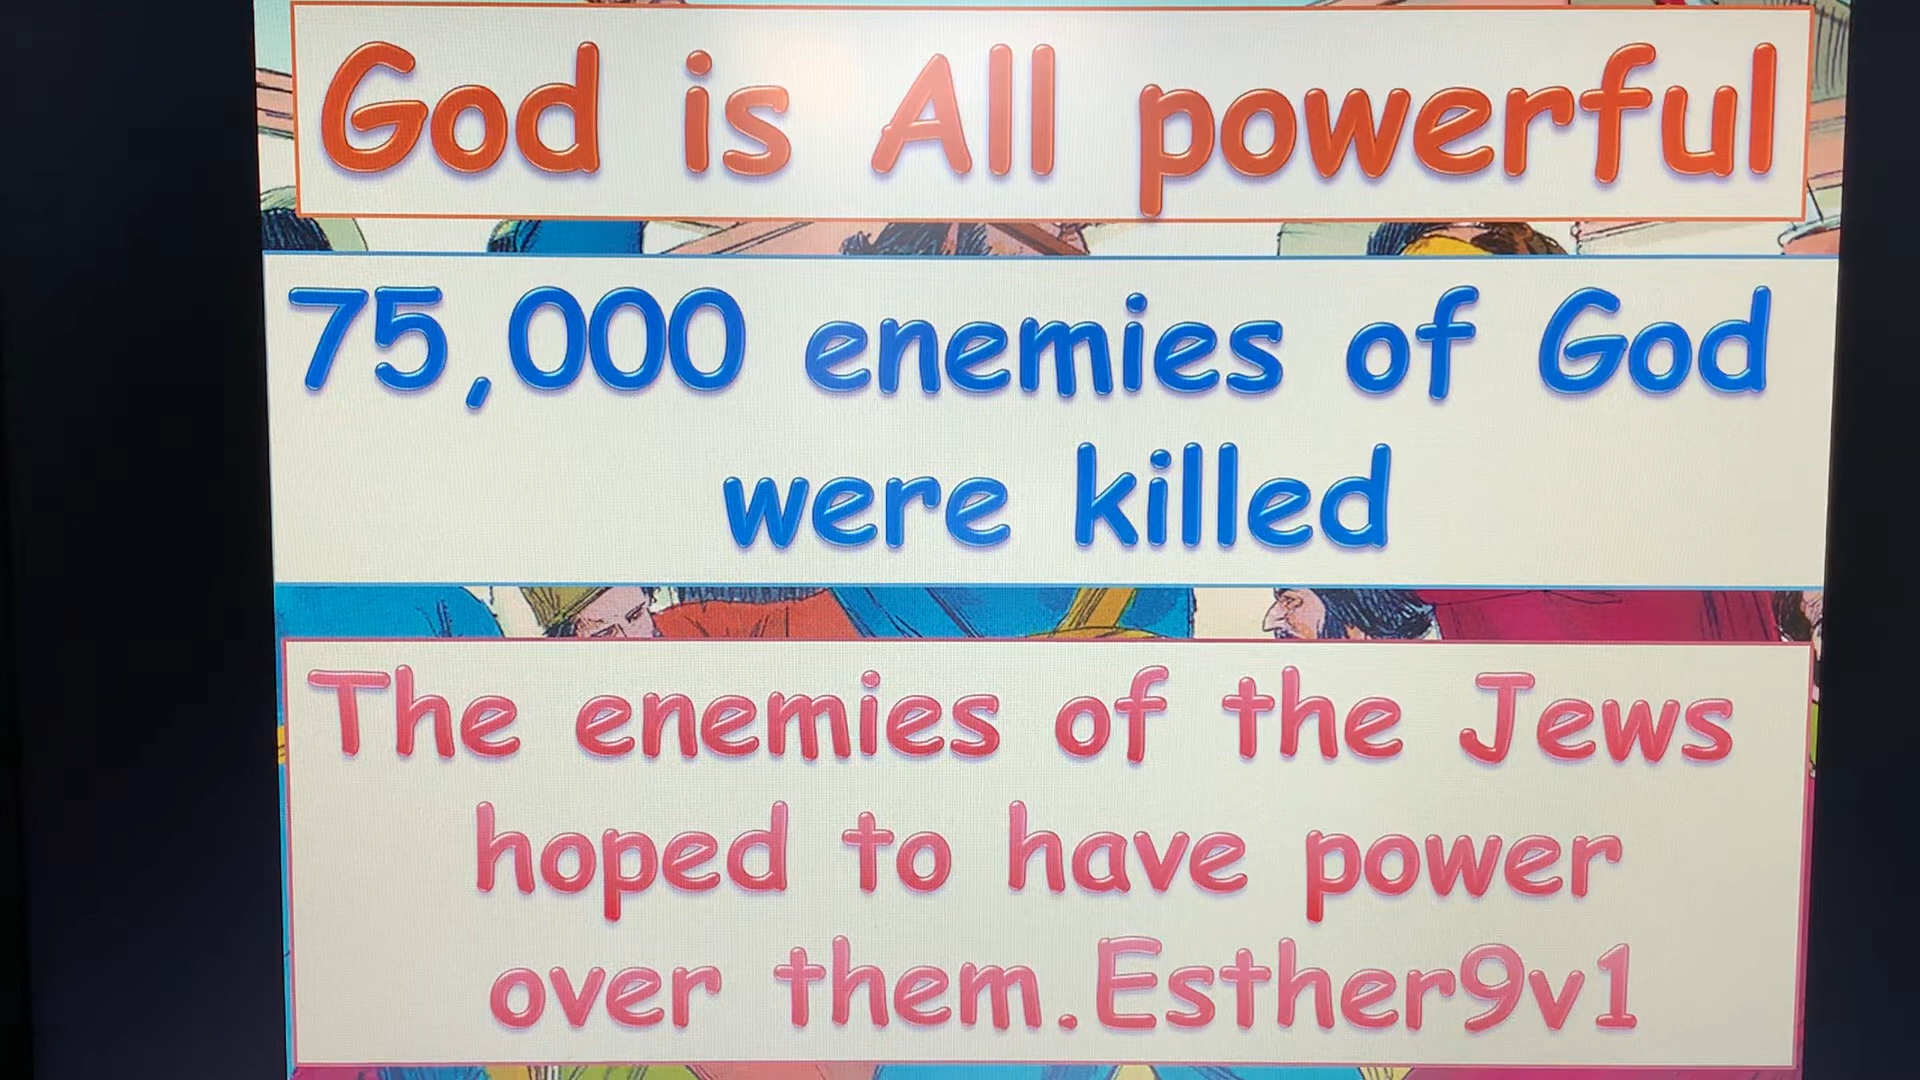 God is All powerful
75,000 enemies of God
were killed
The enemies of the Jews
hoped to have power
over them.Esther9v1